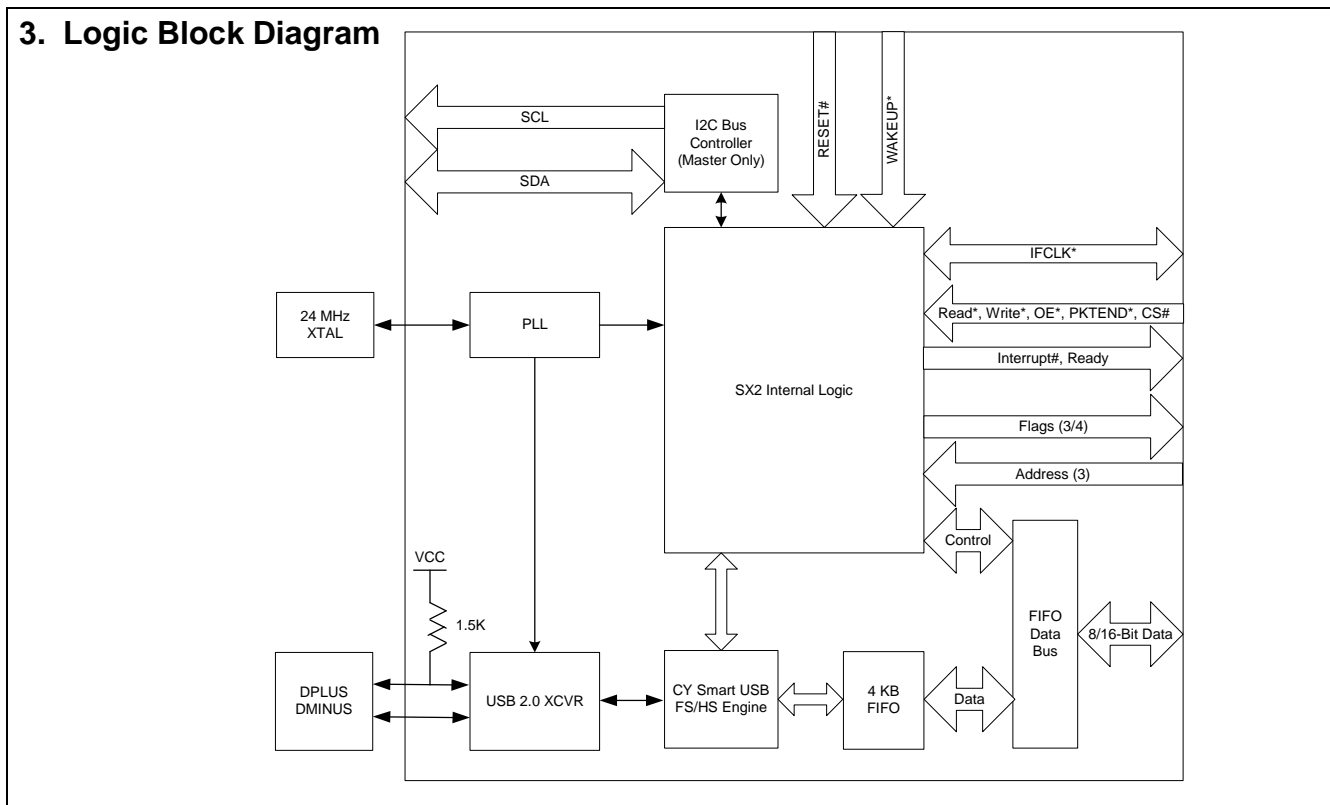 3. Logic Block Diagram
SCL
I2C Bus
Controller
(Master Only)
SDA
RESET#
WAKEUP*
IFCLK*
24 MHz
XTAL
PLL
Read*, Write*, OE*, PKTEND*, CS#
Interrupt#, Ready
SX2 Internal Logic
Flags (3/4)
Address (3)
Control
VCC
1.5K
FIFO
Data
Bus
8/16-Bit Data
DPLUS
DMINUS
USB 2.0 XCVR
CY Smart USB
FS/HS Engine
4 KB
FIFO
Data